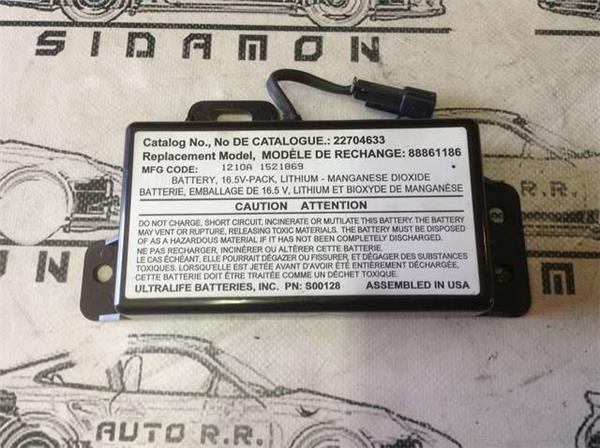 SIDAMON
Catalog No., No DE CATALOGUE.: 22704633
Replacement Model, MODÈLE DE RECHANGE: 88861186
MFG CODE: 1210A 1521069
BATTERY, 16.5V-PACK, LITHIUM - MANGANESE DIOXIDE
BATTERIE, EMBALLAGE DE 16.5 V, LITHIUM ET BIOXYDE DE MANGANÈSE
CAUTION ATTENTION
DO NOT CHARGE, SHORT CIRCUIT, INCINERATE OR MUTILATE THIS BATTERY. THE BATTERY
MAY VENT OR RUPTURE, RELEASING TOXIC MATERIALS. THE BATTERY MUST BE DISPOSED
OF AS A HAZARDOUS MATERIAL IF IT HAS NOT BEEN COMPLETELY DISCHARGED.
NE PAS RECHARGER, INCINÉRER OU ALTÉRER CETTE BATTERIE.
LE CAS ÉCHÉANT, ELLE POURRAIT DÉGAZER OU FISSURER, ET DÉGAGER DES SUBSTANCES
TOXIQUES. LORSQU'ELLE EST JETÉE AVANT D'AVOIR ÉTÉ ENTIÈREMENT DÉCHARGÉE,
CETTE BATTERIE DOIT ÊTRE TRAITÉE COMME UN DÉCHET TOXIQUE.
ULTRALIFE BATTERIES, INC. PN: S00128 ASSEMBLED IN USA
R.R.
AUTO R.R.